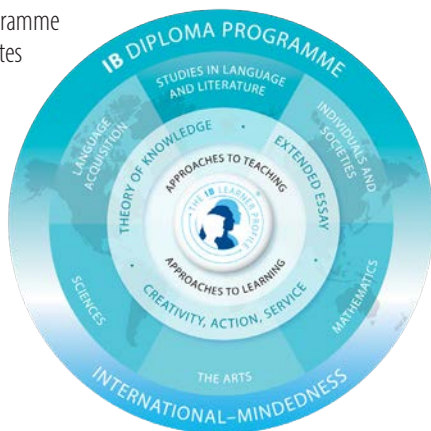 ramme
tes
IB DIPLOMA PROGRAMME
STUDIES IN LANGUAGE
AND LITERATURE
LANGUAGE
ACQUISITION
INDIVIDUALS AND
SOCIETIES
THEORY OF KNOWLEDGE
EXTENDED ESSAY
APPROACHES TO TEACHING
THE IB LEARNER PROFILE
APPROACHES TO LEARNING
CREATIVITY, ACTION, SERVICE
SCIENCES
MATHEMATICS
THE ARTS
INTERNATIONAL–MINDEDNESS